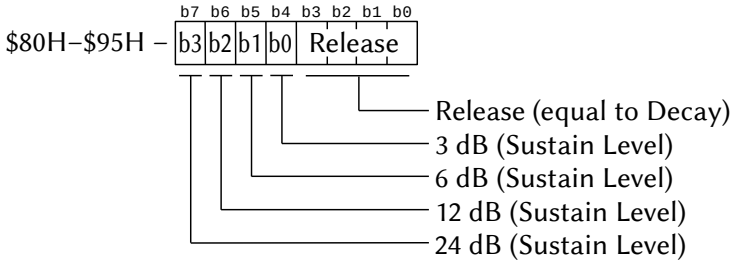 b7 b6 b5 b4 b3 b2 b1 b0
$80H–$95H – b3 b2 b1 b0 Release
Release (equal to Decay)
3 dB (Sustain Level)
6 dB (Sustain Level)
12 dB (Sustain Level)
24 dB (Sustain Level)